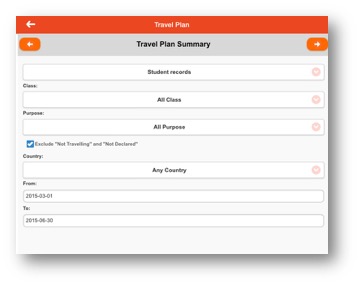 Travel Plan
Travel Plan Summary
Student records
Class:
All Class
Purpose:
All Purpose
Exclude "Not Travelling" and "Not Declared"
Country:
Any Country
From:
2015-03-01
To:
2015-06-30